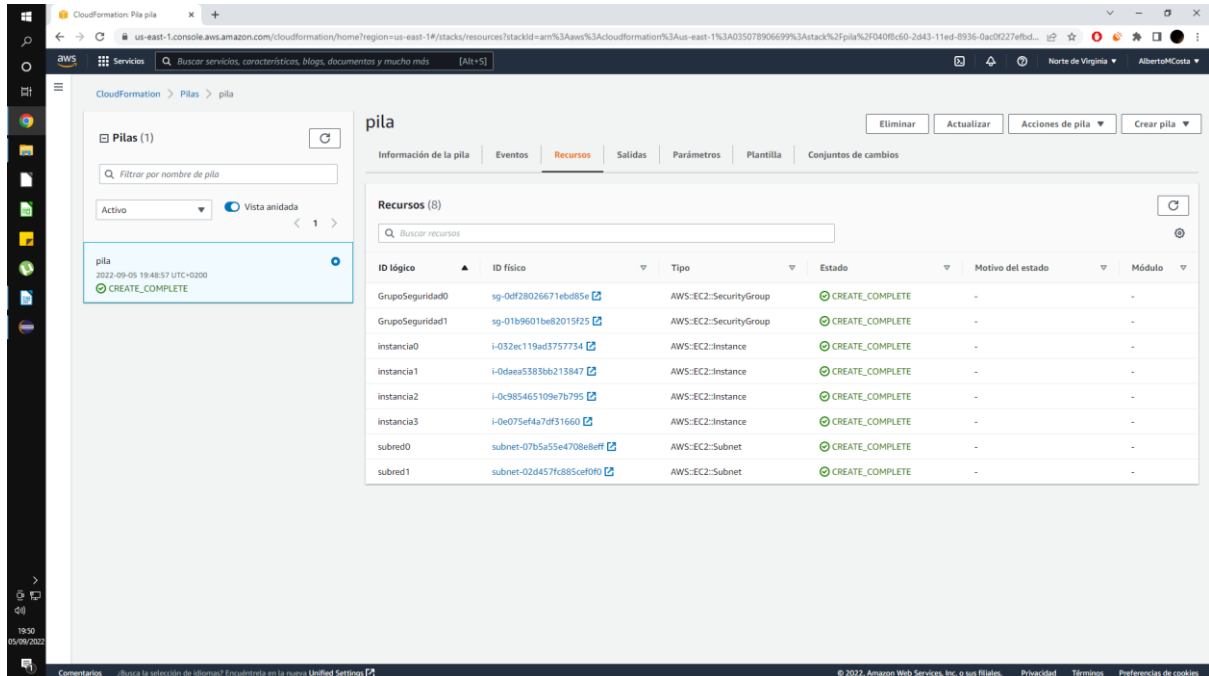 CloudFormation: Pila pila
us-east-1.console.aws.amazon.com/cloudformation/home?region=us-east-1#/stacks/resources?stackId=arn%3Aaws%3Acloudformation%3Aus-east-1%3A035078906699%3Astack%2Fpila%2F040f8c60-2d43-11ed-8936-0ac0f227efbd...
aws Servicios Buscar servicios, características, blogs, documentos y mucho más [Alt+S] Norte de Virginia AlbertoMCosta
CloudFormation > Pilas > pila
Pilas (1)
Filtrar por nombre de pila
Activo Vista anidada
< 1 >
pila
2022-09-05 19:48:57 UTC+0200
CREATE_COMPLETE
pila Eliminar Actualizar Acciones de pila Crear pila
Información de la pila Eventos Recursos Salidas Parámetros Plantilla Conjuntos de cambios
Recursos (8)
Buscar recursos
ID lógico ID físico Tipo Estado Motivo del estado Módulo
GrupoSeguridad0 sg-0df28026671ebd85e AWS::EC2::SecurityGroup CREATE_COMPLETE - -
GrupoSeguridad1 sg-01b9601be82015f25 AWS::EC2::SecurityGroup CREATE_COMPLETE - -
instancia0 i-032ec119ad3757734 AWS::EC2::Instance CREATE_COMPLETE - -
instancia1 i-0daea5383bb213847 AWS::EC2::Instance CREATE_COMPLETE - -
instancia2 i-0c985465109e7b795 AWS::EC2::Instance CREATE_COMPLETE - -
instancia3 i-0e075ef4a7df31660 AWS::EC2::Instance CREATE_COMPLETE - -
subred0 subnet-07b5a55e4708e8eff AWS::EC2::Subnet CREATE_COMPLETE - -
subred1 subnet-02d457fc885cef0f0 AWS::EC2::Subnet CREATE_COMPLETE - -
19:50
05/09/2022
Comentarios ¿Busca la selección de idiomas? Encuéntrela en la nueva Unified Settings © 2022, Amazon Web Services, Inc. o sus filiales. Privacidad Términos Preferencias de cookies